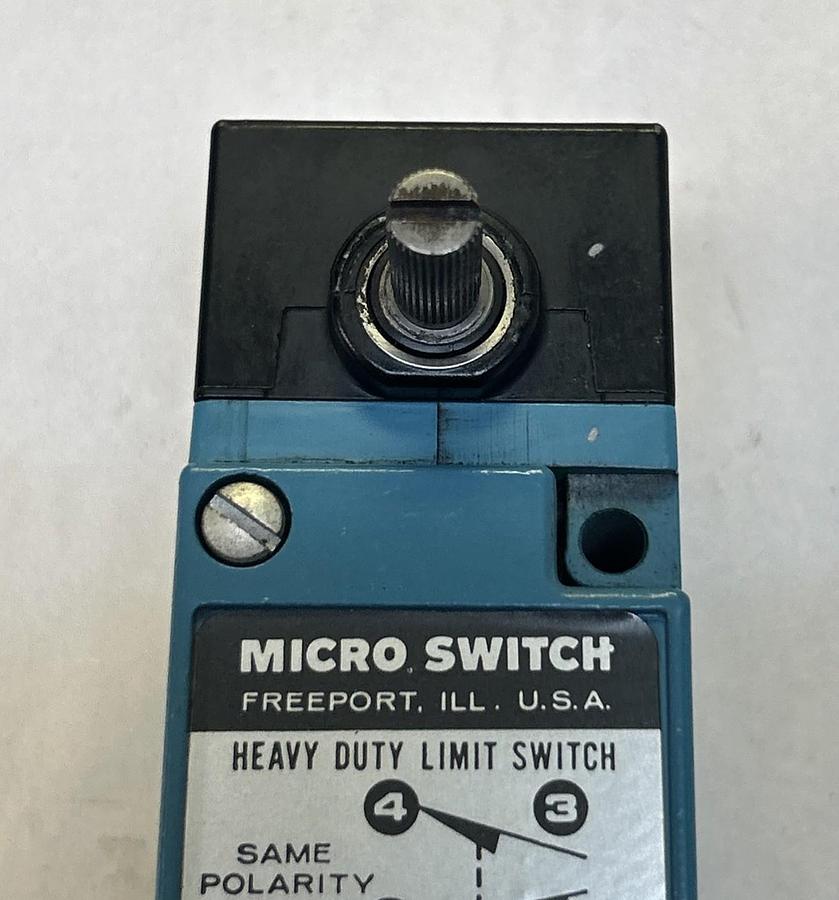 MICRO SWITCH
FREEPORT, ILL. U.S.A.
HEAVY DUTY LIMIT SWITCH
4 3
SAME
POLARITY